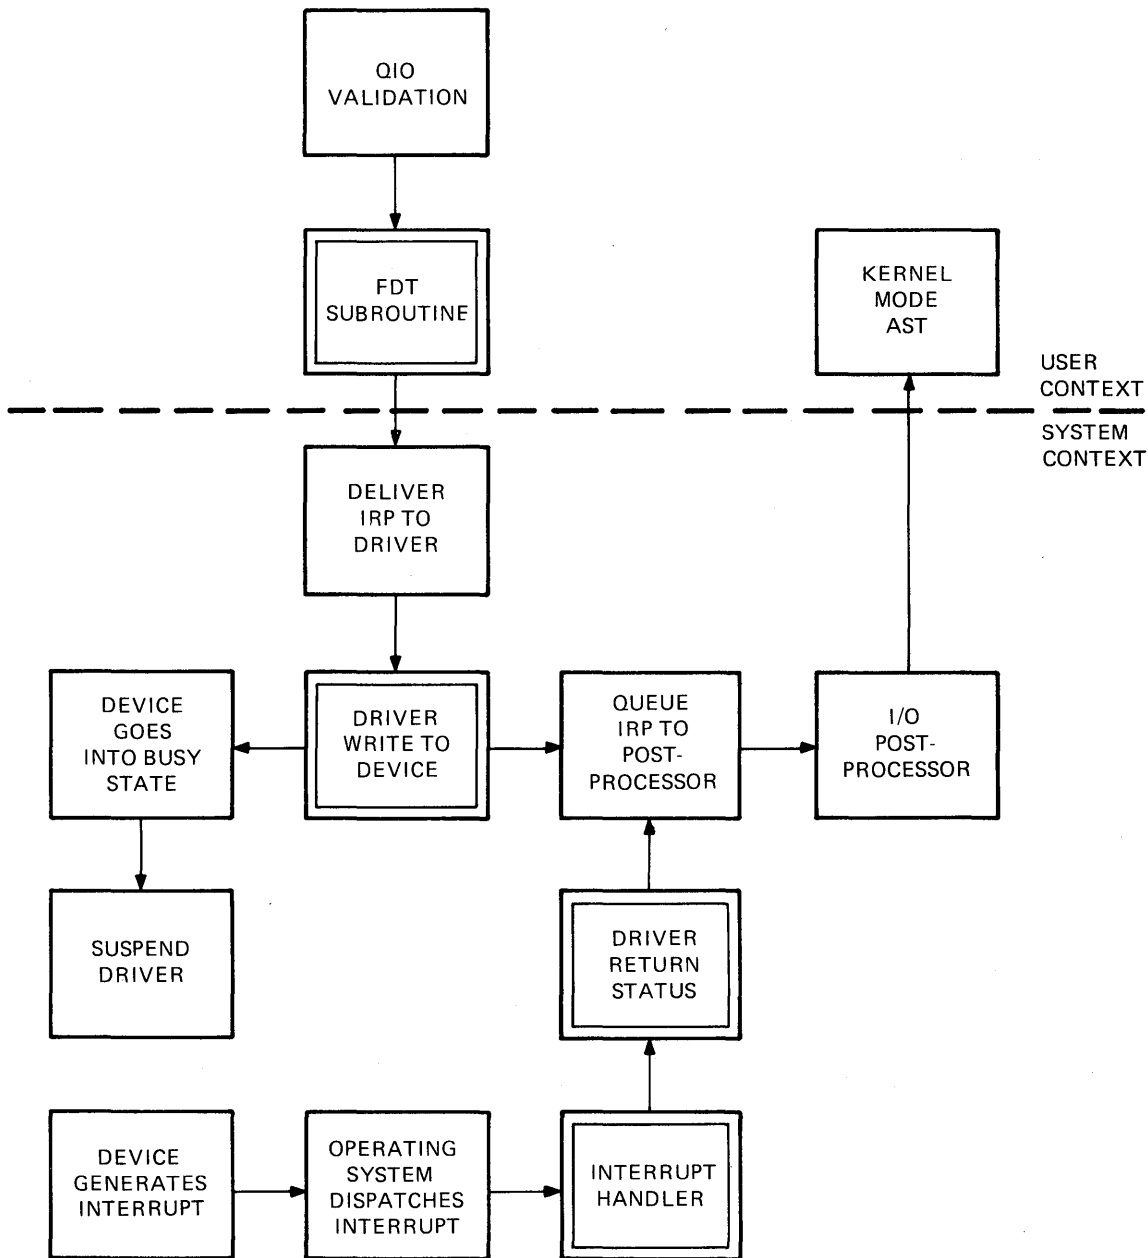 QIO
VALIDATION
FDT
SUBROUTINE
KERNEL
MODE
AST
USER
CONTEXT
SYSTEM
CONTEXT
DELIVER
IRP TO
DRIVER
DEVICE
GOES
INTO BUSY
STATE
DRIVER
WRITE TO
DEVICE
QUEUE
IRP TO
POST-
PROCESSOR
I/O
POST-
PROCESSOR
SUSPEND
DRIVER
DRIVER
RETURN
STATUS
DEVICE
GENERATES
INTERRUPT
OPERATING
SYSTEM
DISPATCHES
INTERRUPT
INTERRUPT
HANDLER